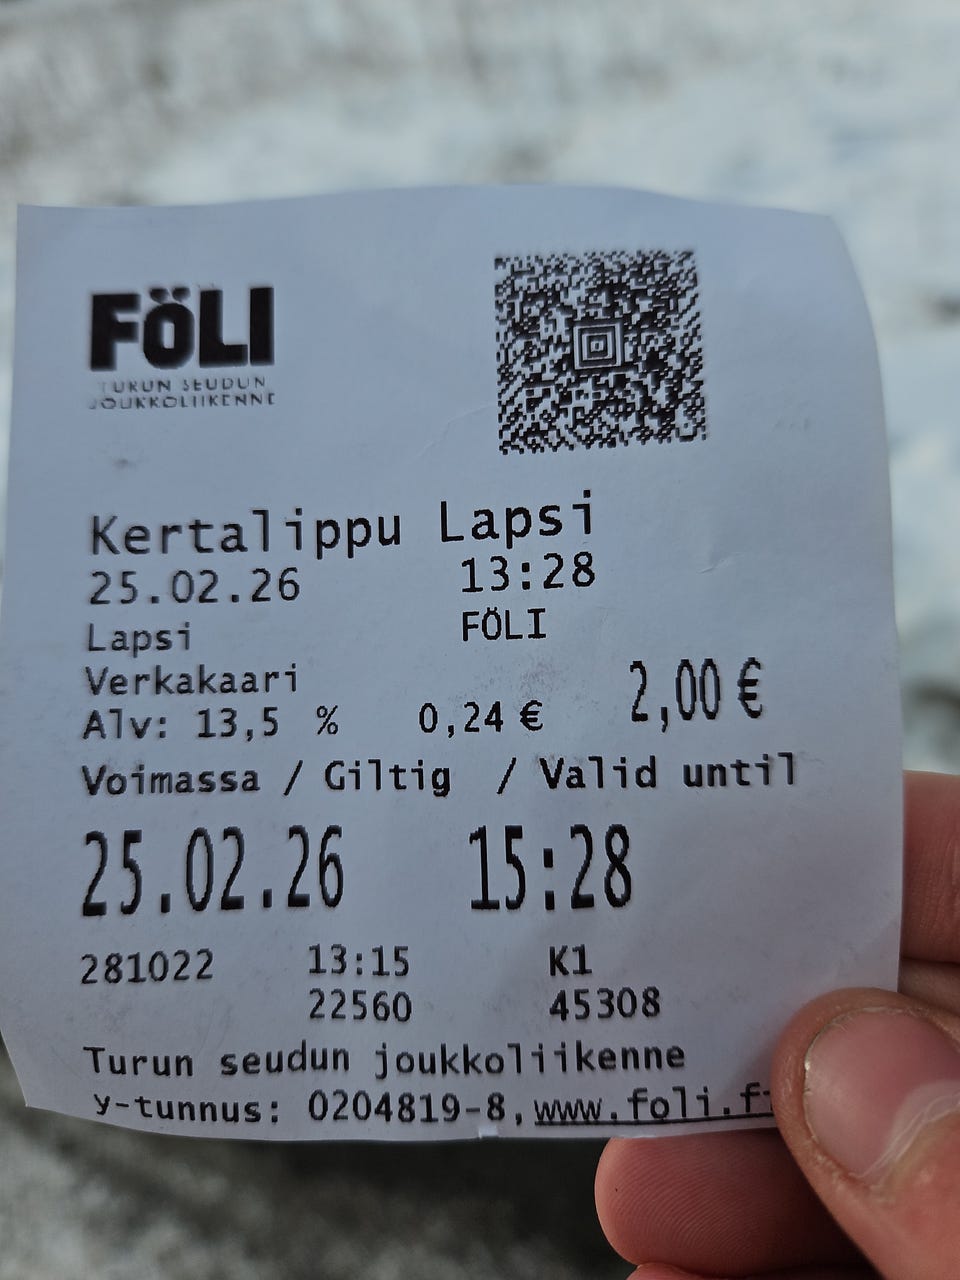 FÖLI
TURUN SEUDUN
JOUKKOLIIKENNE
Kertalippu Lapsi
25.02.26 13:28
Lapsi FÖLI
Verkakaari
Alv: 13,5 % 0,24 € 2,00 €
Voimassa / Giltig / Valid until
25.02.26 15:28
281022 13:15 K1
22560 45308
Turun seudun joukkoliikenne
y-tunnus: 0204819-8, www.foli.f